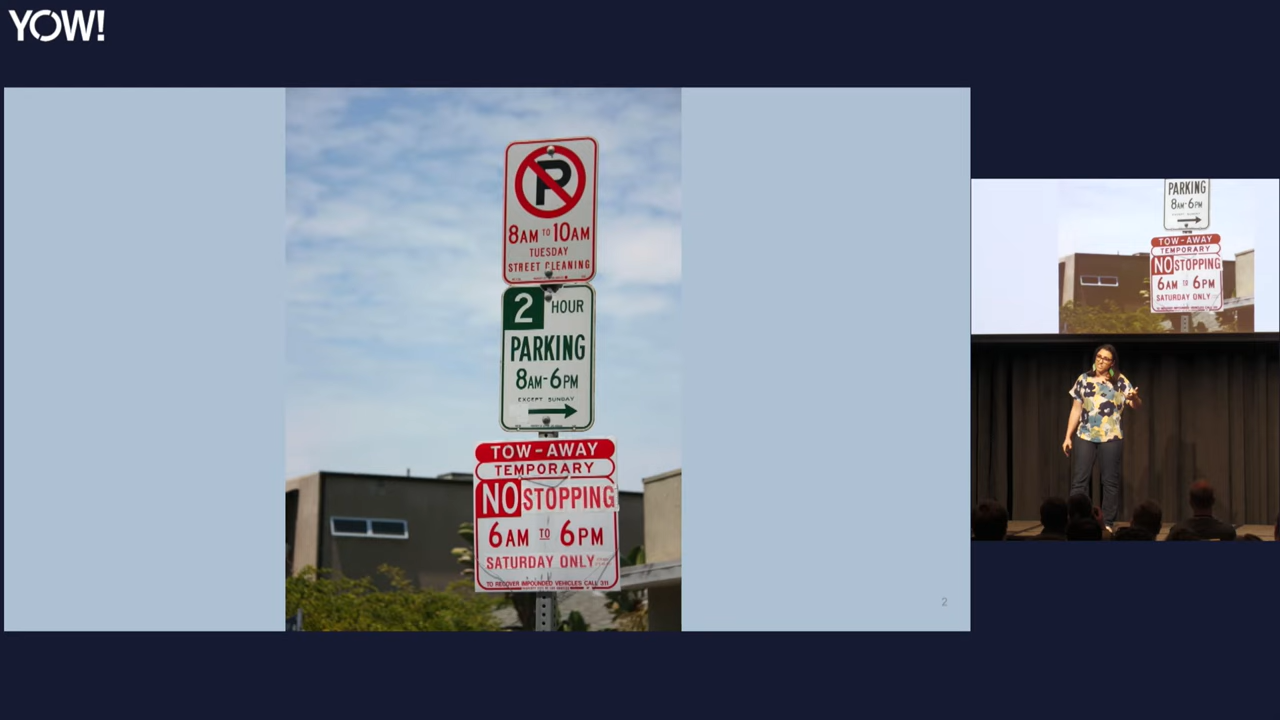 YOW!
P
8AM TO 10AM
TUESDAY
STREET CLEANING
2 HOUR
PARKING
8AM-6PM
EXCEPT SUNDAY
TOW-AWAY
TEMPORARY
NO STOPPING
6AM TO 6PM
SATURDAY ONLY
TO RECOVER IMPOUNDED VEHICLES CALL 311
2
PARKING
8AM-6PM
TOW-AWAY
TEMPORARY
NO STOPPING
6AM TO 6PM
SATURDAY ONLY